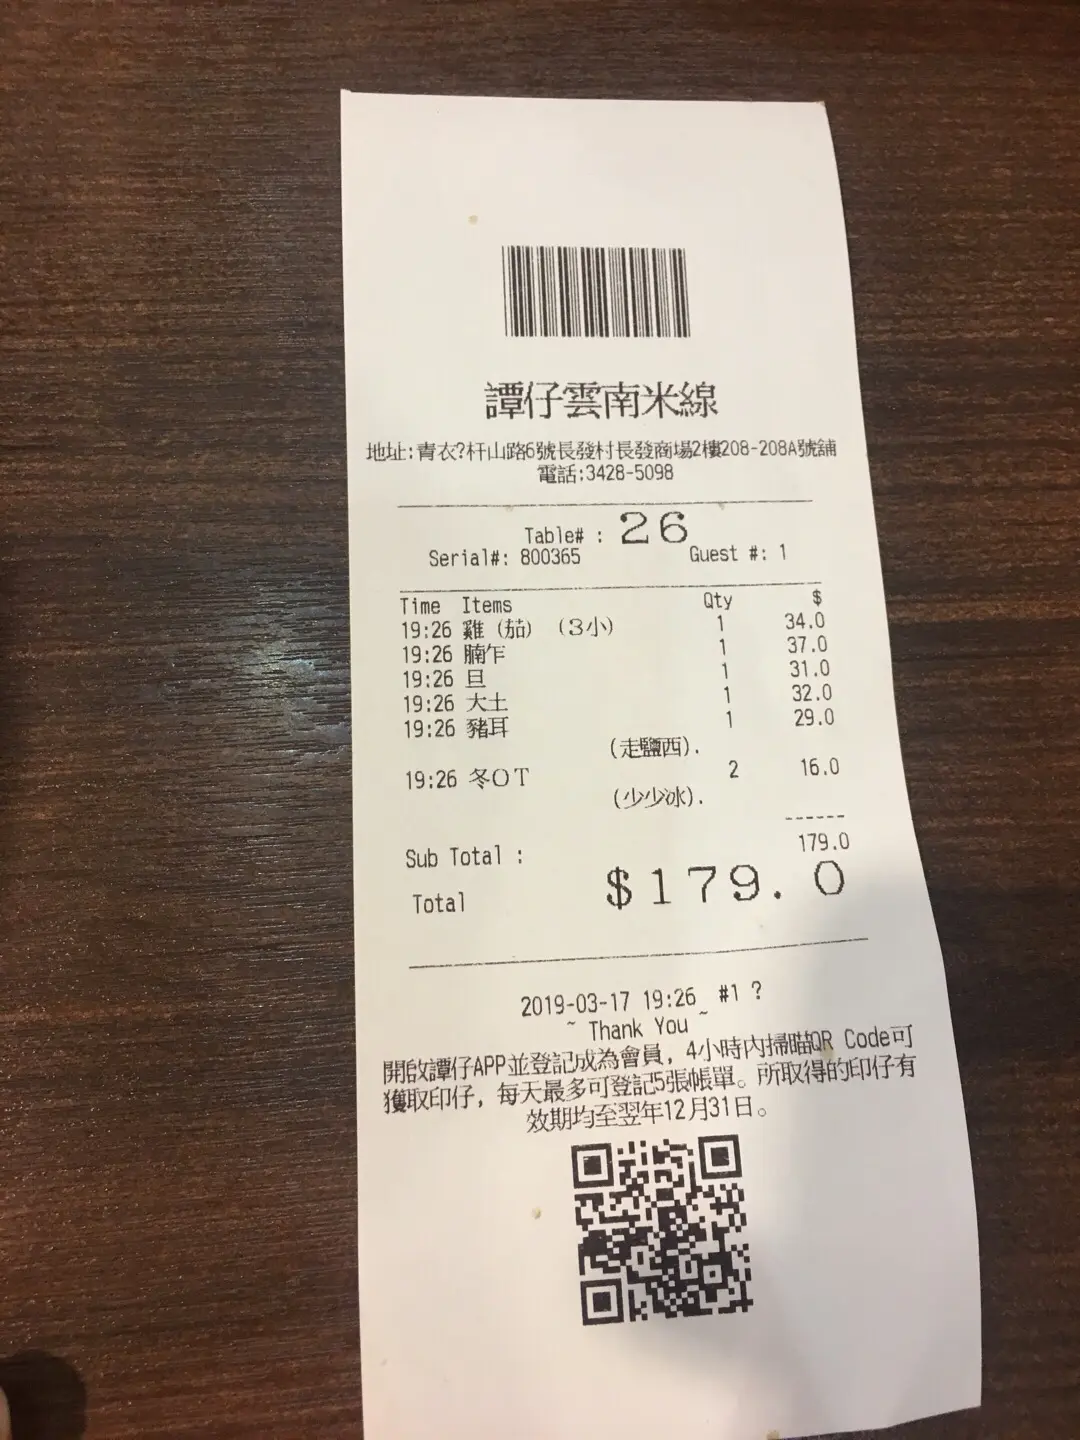 譚仔雲南米線
地址:青衣?杆山路6號長發村長發商場2樓208-208A號舖
電話:3428-5098
Table# : 26
Serial#: 800365 Guest #: 1
Time Items Qty $
19:26 雞（茄）（3小） 1 34.0
19:26 腩乍 1 37.0
19:26 旦 1 31.0
19:26 大土 1 32.0
19:26 豬耳 1 29.0
(走鹽西).
19:26 冬OT 2 16.0
(少少冰).
------
Sub Total : 179.0
Total $179.0
2019-03-17 19:26 #1 ?
~ Thank You ~
開啟譚仔APP並登記成為會員，4小時內掃瞄QR Code可
獲取印仔，每天最多可登記5張帳單。所取得的印仔有
效期均至翌年12月31日。